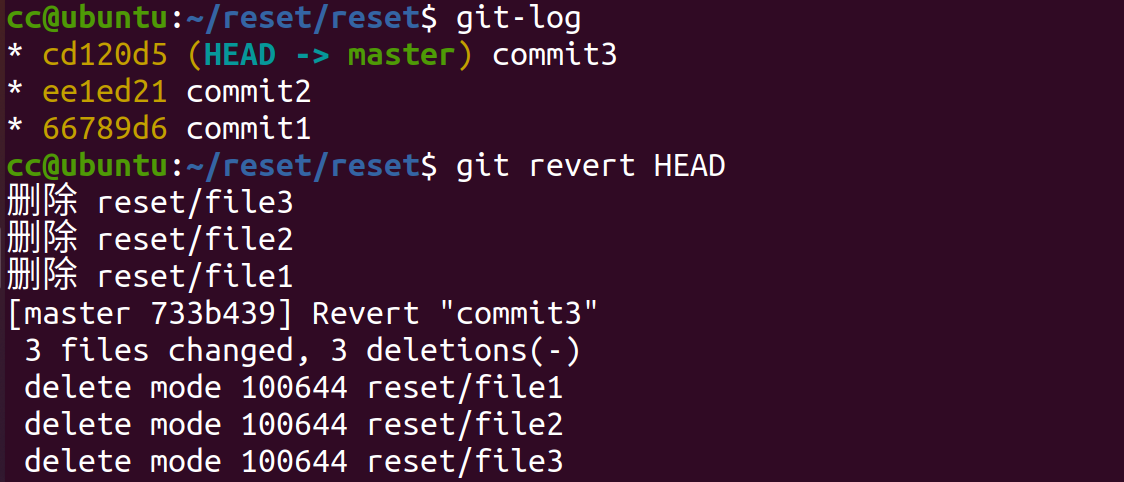 cc@ubuntu:~/reset/reset$ git-log
* cd120d5 (HEAD -> master) commit3
* ee1ed21 commit2
* 66789d6 commit1
cc@ubuntu:~/reset/reset$ git revert HEAD
删除 reset/file3
删除 reset/file2
删除 reset/file1
[master 733b439] Revert "commit3"
 3 files changed, 3 deletions(-)
 delete mode 100644 reset/file1
 delete mode 100644 reset/file2
 delete mode 100644 reset/file3